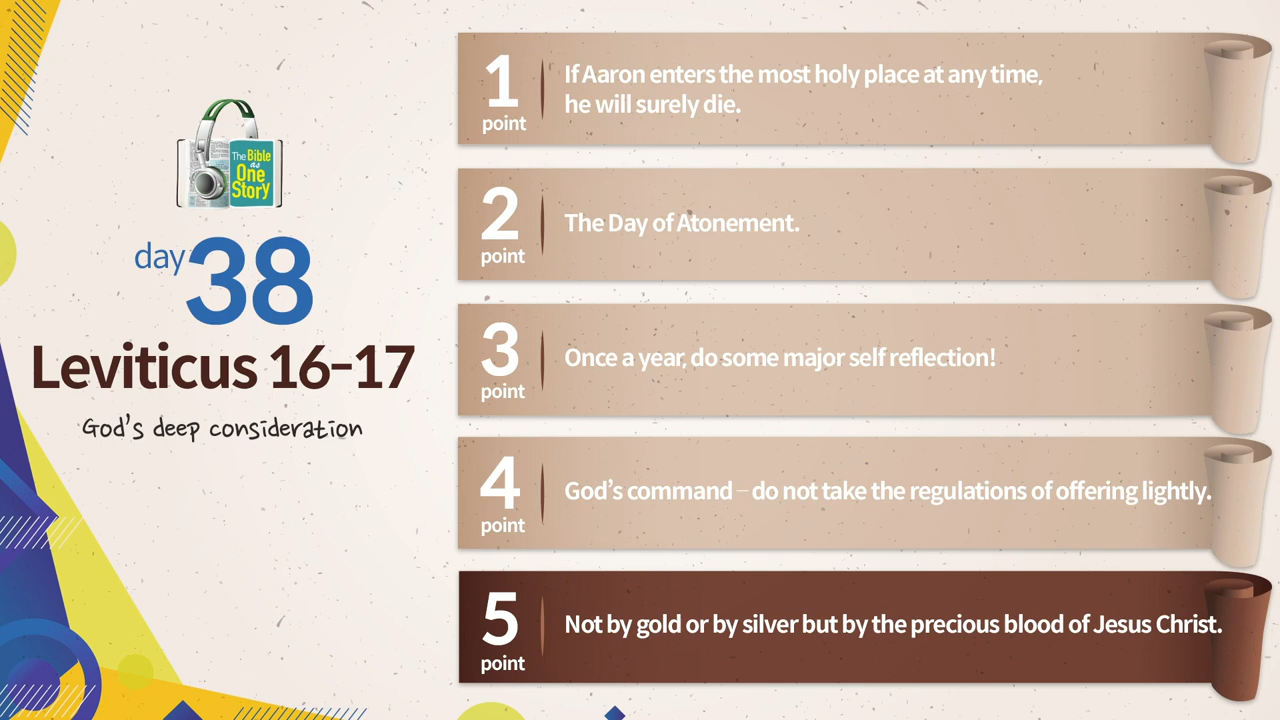 The Bible
as
One
Story
day 38
Leviticus 16-17
God's deep consideration
1
point
If Aaron enters the most holy place at any time,
he will surely die.
2
point
The Day of Atonement.
3
point
Once a year, do some major self reflection!
4
point
God's command – do not take the regulations of offering lightly.
5
point
Not by gold or by silver but by the precious blood of Jesus Christ.